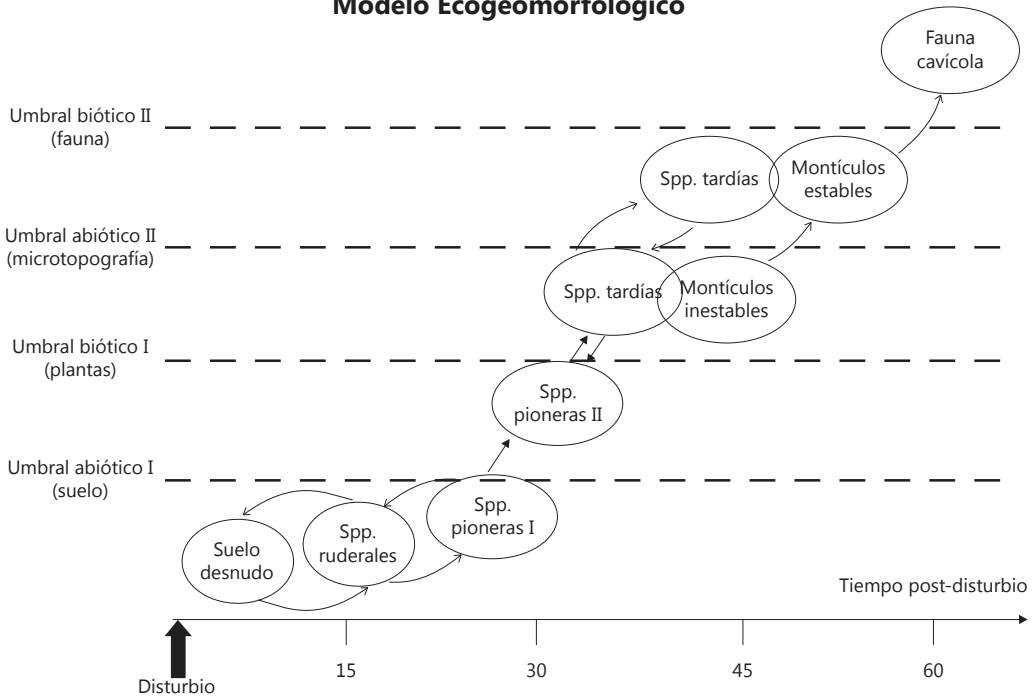 Modelo Ecogeomorfológico
Fauna
cavícola
Umbral biótico II
(fauna)
Spp. tardías
Montículos
estables
Umbral abiótico II
(microtopografía)
Spp. tardías
Montículos
inestables
Umbral biótico I
(plantas)
Spp.
pioneras II
Umbral abiótico I
(suelo)
Spp.
pioneras I
Spp.
ruderales
Suelo
desnudo
Tiempo post-disturbio
15
30
45
60
Disturbio